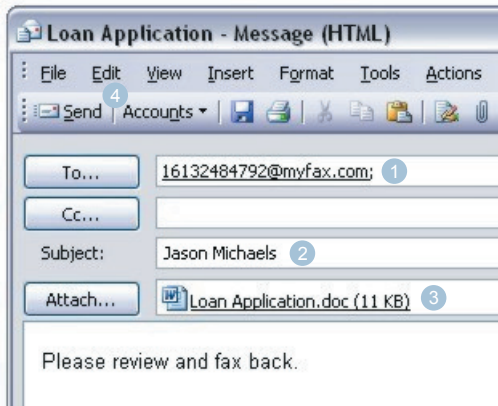 Loan Application - Message (HTML)
File Edit View Insert Format Tools Actions
4
Send Accounts
To... 16132484792@myfax.com; 1
Cc...
Subject: Jason Michaels 2
Attach... Loan Application.doc (11 KB) 3
Please review and fax back.